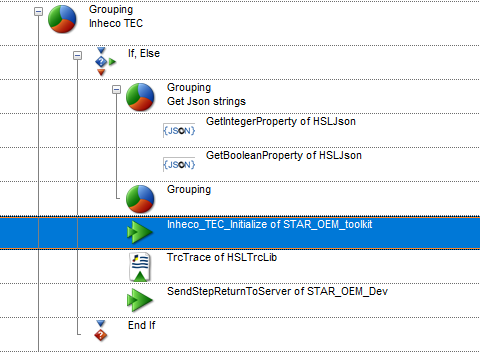 Grouping
Inheco TEC
If, Else
Grouping
Get Json strings
{JSON}
GetIntegerProperty of HSLJson
{JSON}
GetBooleanProperty of HSLJson
Grouping
Inheco_TEC_Initialize of STAR_OEM_toolkit
TrcTrace of HSLTrcLib
SendStepReturnToServer of STAR_OEM_Dev
End If